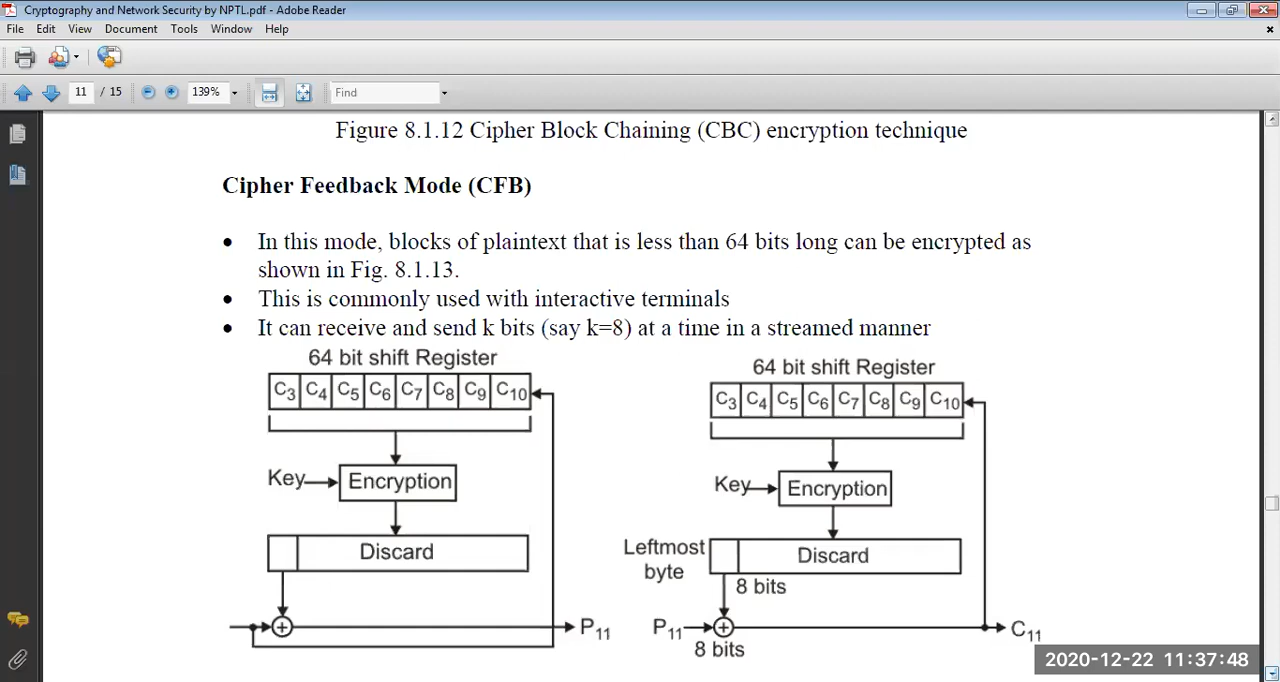 Cryptography and Network Security by NPTL.pdf - Adobe Reader
File Edit View Document Tools Window Help
11 / 15 139% Find
Figure 8.1.12 Cipher Block Chaining (CBC) encryption technique
Cipher Feedback Mode (CFB)
• In this mode, blocks of plaintext that is less than 64 bits long can be encrypted as
shown in Fig. 8.1.13.
• This is commonly used with interactive terminals
• It can receive and send k bits (say k=8) at a time in a streamed manner
64 bit shift Register
C3 C4 C5 C6 C7 C8 C9 C10
Key
Encryption
Discard
P11
64 bit shift Register
C3 C4 C5 C6 C7 C8 C9 C10
Key
Encryption
Leftmost
byte
Discard
8 bits
P11
8 bits
C11
2020-12-22 11:37:48